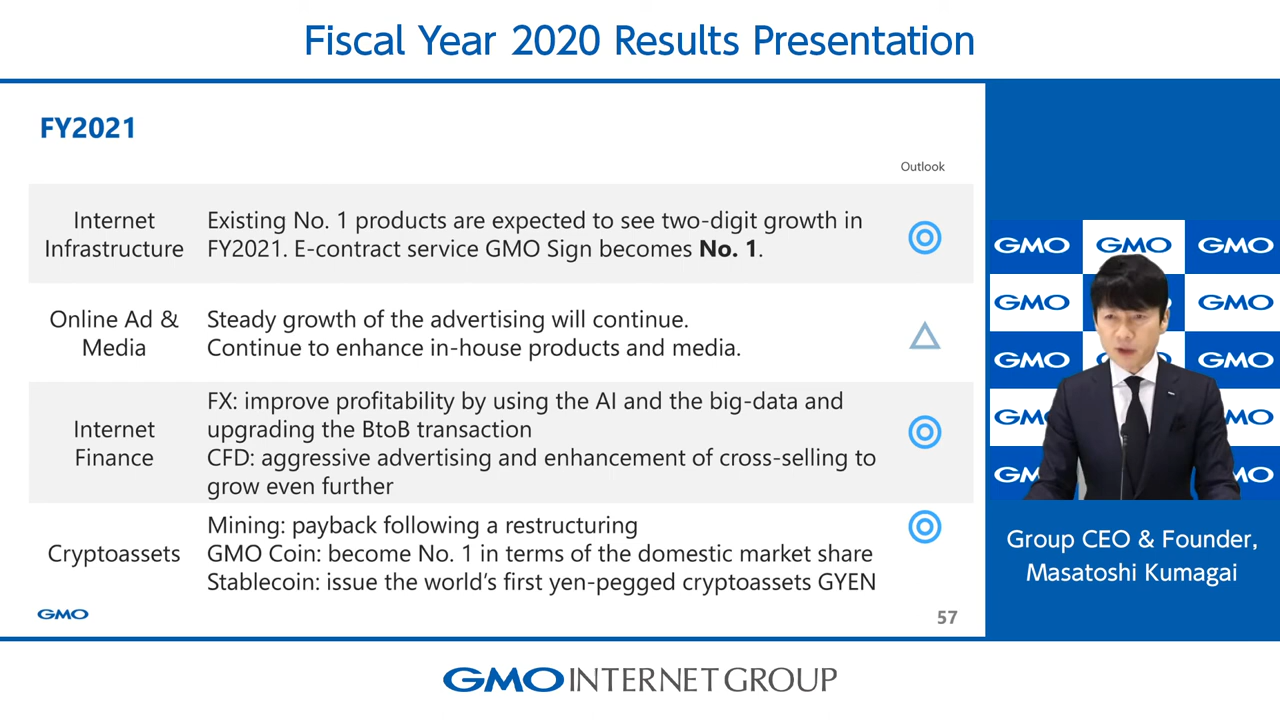 Fiscal Year 2020 Results Presentation
FY2021
Outlook
Internet
Infrastructure
Existing No. 1 products are expected to see two-digit growth in
FY2021. E-contract service GMO Sign becomes No. 1.
Online Ad &
Media
Steady growth of the advertising will continue.
Continue to enhance in-house products and media.
Internet
Finance
FX: improve profitability by using the AI and the big-data and
upgrading the BtoB transaction
CFD: aggressive advertising and enhancement of cross-selling to
grow even further
Cryptoassets
Mining: payback following a restructuring
GMO Coin: become No. 1 in terms of the domestic market share
Stablecoin: issue the world's first yen-pegged cryptoassets GYEN
GMO
57
GMO GMO GMO
GMO GMO
GMO GMO
GMO MO
GM MO
Group CEO & Founder,
Masatoshi Kumagai
GMO INTERNET GROUP